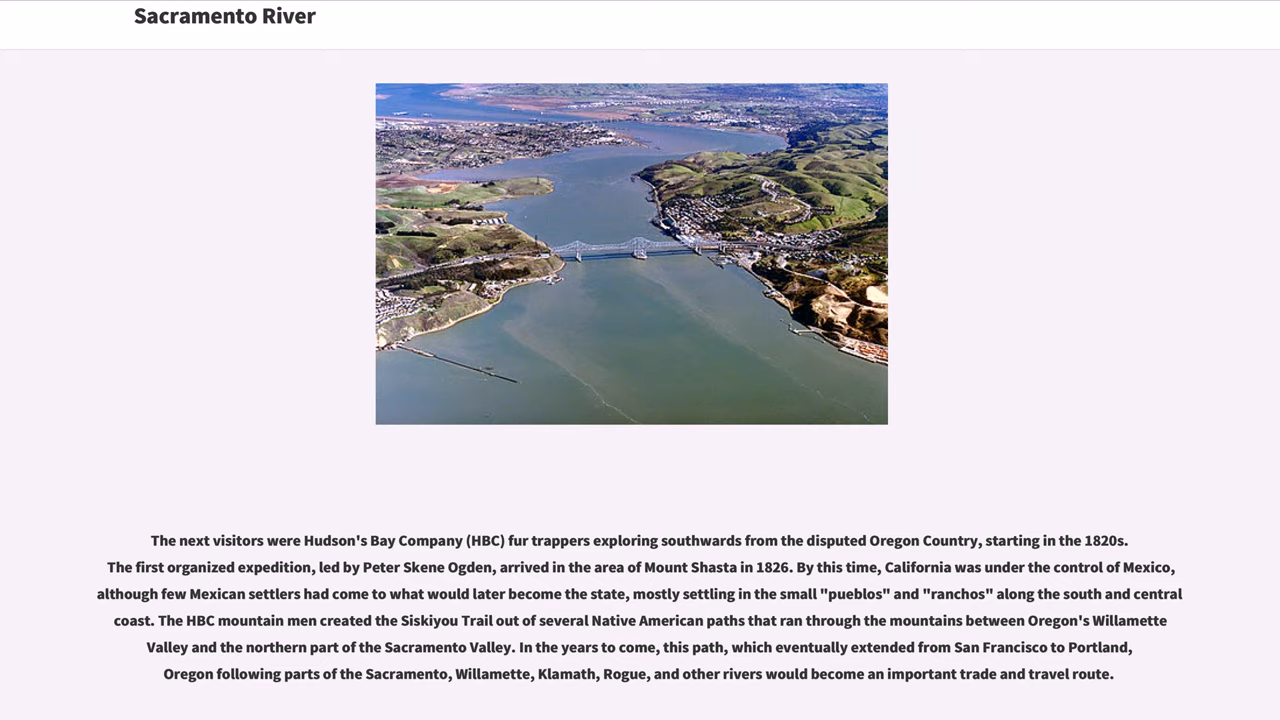 Sacramento River
The next visitors were Hudson's Bay Company (HBC) fur trappers exploring southwards from the disputed Oregon Country, starting in the 1820s.
The first organized expedition, led by Peter Skene Ogden, arrived in the area of Mount Shasta in 1826. By this time, California was under the control of Mexico,
although few Mexican settlers had come to what would later become the state, mostly settling in the small "pueblos" and "ranchos" along the south and central
coast. The HBC mountain men created the Siskiyou Trail out of several Native American paths that ran through the mountains between Oregon's Willamette
Valley and the northern part of the Sacramento Valley. In the years to come, this path, which eventually extended from San Francisco to Portland,
Oregon following parts of the Sacramento, Willamette, Klamath, Rogue, and other rivers would become an important trade and travel route.